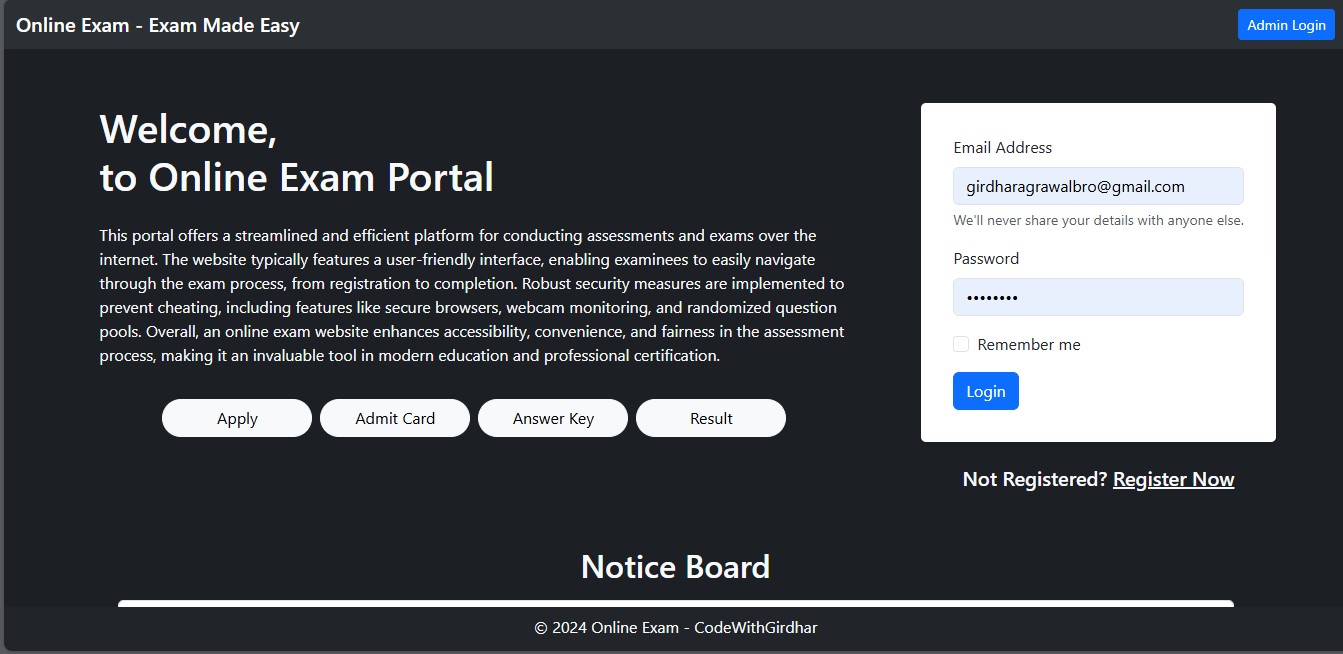 Online Exam - Exam Made Easy
Admin Login
Welcome,
to Online Exam Portal
This portal offers a streamlined and efficient platform for conducting assessments and exams over the
internet. The website typically features a user-friendly interface, enabling examinees to easily navigate
through the exam process, from registration to completion. Robust security measures are implemented to
prevent cheating, including features like secure browsers, webcam monitoring, and randomized question
pools. Overall, an online exam website enhances accessibility, convenience, and fairness in the assessment
process, making it an invaluable tool in modern education and professional certification.
Apply
Admit Card
Answer Key
Result
Email Address
girdharagrawalbro@gmail.com
We'll never share your details with anyone else.
Password
••••••••
Remember me
Login
Not Registered? Register Now
Notice Board
© 2024 Online Exam - CodeWithGirdhar